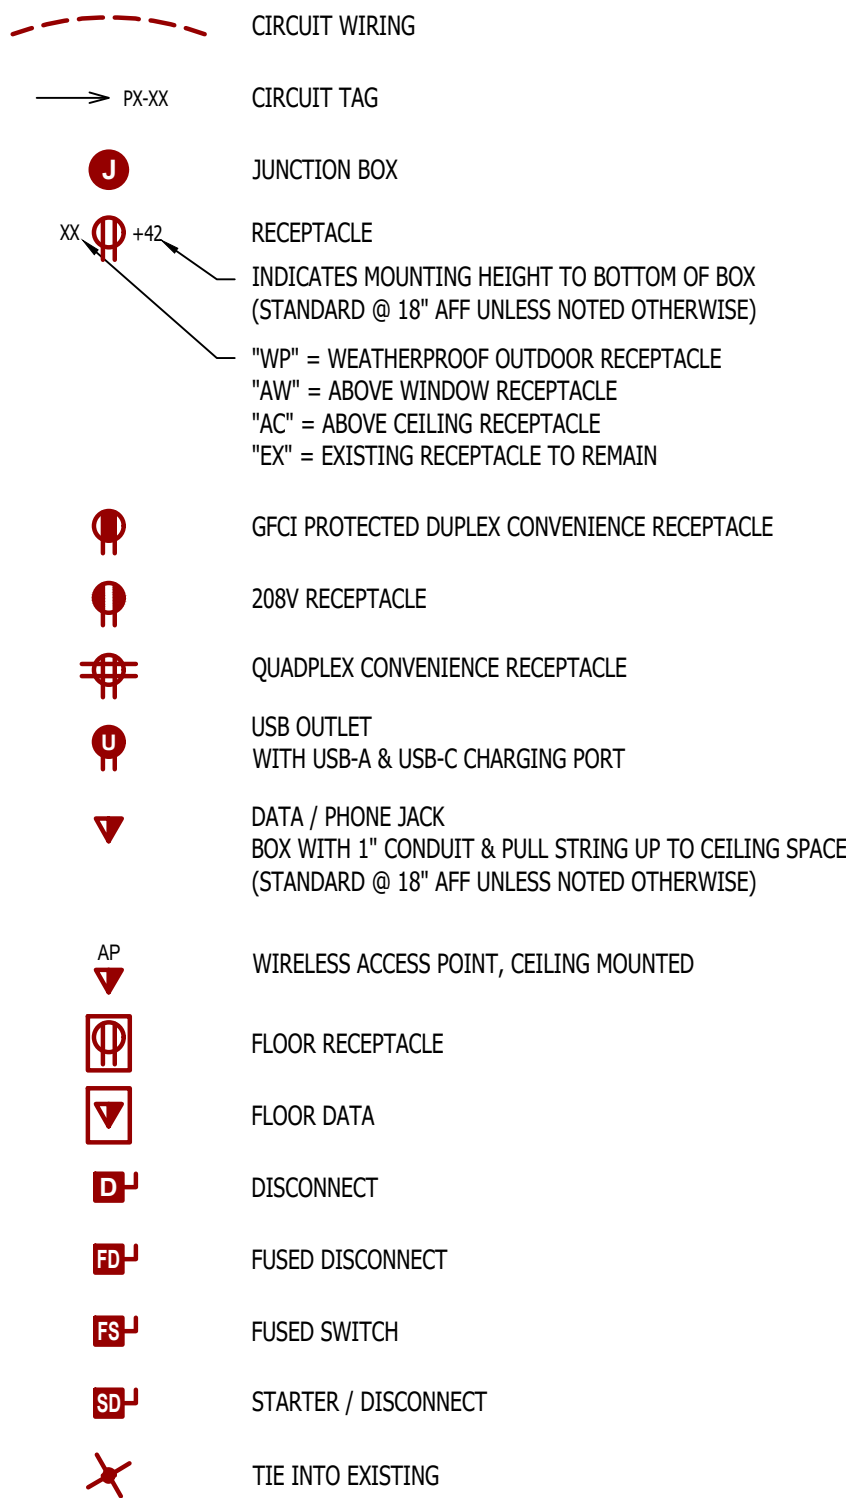 CIRCUIT WIRING
PX-XX CIRCUIT TAG
J JUNCTION BOX
XX +42 RECEPTACLE
INDICATES MOUNTING HEIGHT TO BOTTOM OF BOX
(STANDARD @ 18" AFF UNLESS NOTED OTHERWISE)
"WP" = WEATHERPROOF OUTDOOR RECEPTACLE
"AW" = ABOVE WINDOW RECEPTACLE
"AC" = ABOVE CEILING RECEPTACLE
"EX" = EXISTING RECEPTACLE TO REMAIN
GFCI PROTECTED DUPLEX CONVENIENCE RECEPTACLE
208V RECEPTACLE
QUADPLEX CONVENIENCE RECEPTACLE
USB OUTLET
U WITH USB-A & USB-C CHARGING PORT
DATA / PHONE JACK
BOX WITH 1" CONDUIT & PULL STRING UP TO CEILING SPACE
(STANDARD @ 18" AFF UNLESS NOTED OTHERWISE)
AP WIRELESS ACCESS POINT, CEILING MOUNTED
FLOOR RECEPTACLE
FLOOR DATA
D DISCONNECT
FD FUSED DISCONNECT
FS FUSED SWITCH
SD STARTER / DISCONNECT
TIE INTO EXISTING